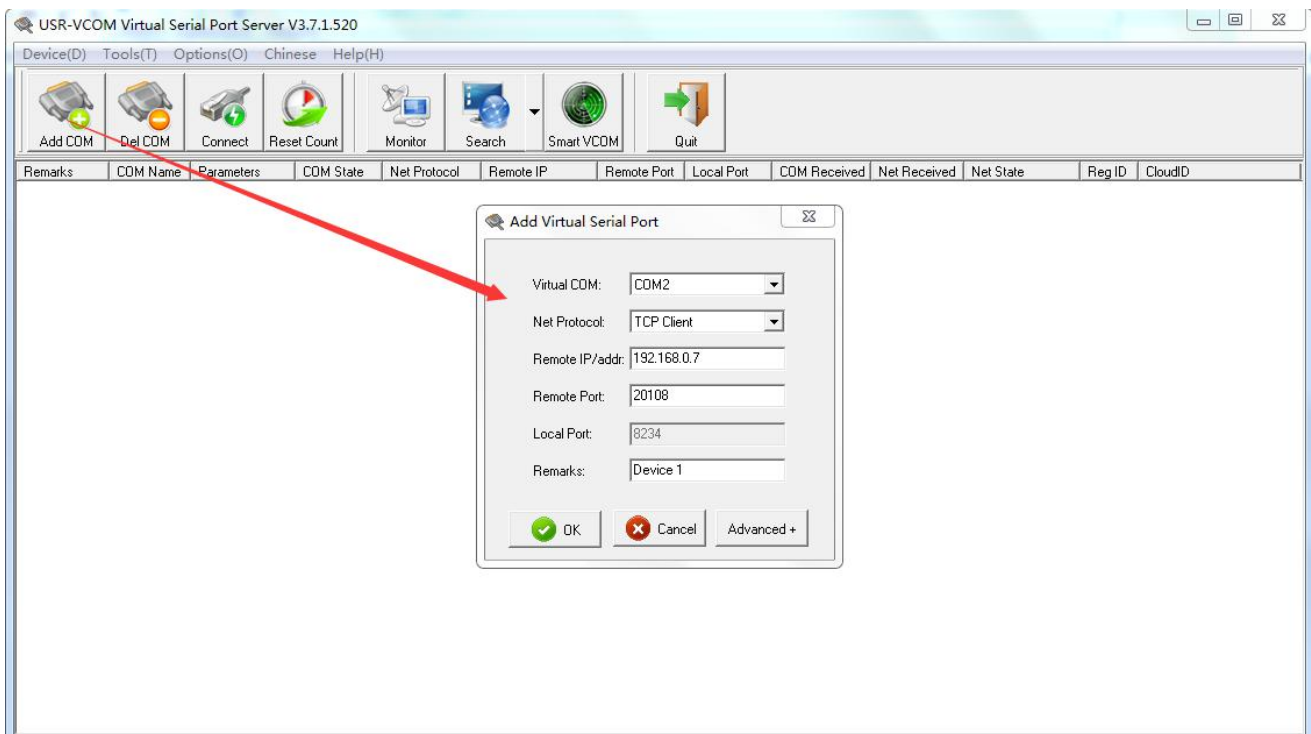 USR-VCOM Virtual Serial Port Server V3.7.1.520
Device(D) Tools(T) Options(O) Chinese Help(H)
Add COM Del COM Connect Reset Count Monitor Search Smart VCOM Quit
Remarks COM Name Parameters COM State Net Protocol Remote IP Remote Port Local Port COM Received Net Received Net State Reg ID CloudID
Add Virtual Serial Port
Virtual COM: COM2
Net Protocol: TCP Client
Remote IP/addr: 192.168.0.7
Remote Port: 20108
Local Port: 8234
Remarks: Device 1
OK Cancel Advanced +